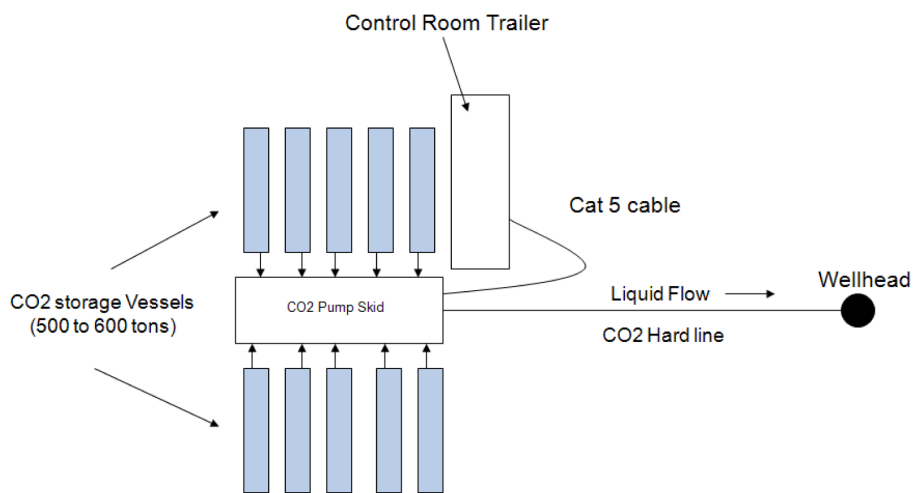 Control Room Trailer
Cat 5 cable
Wellhead
Liquid Flow
CO2 storage Vessels
(500 to 600 tons)
CO2 Pump Skid
CO2 Hard line